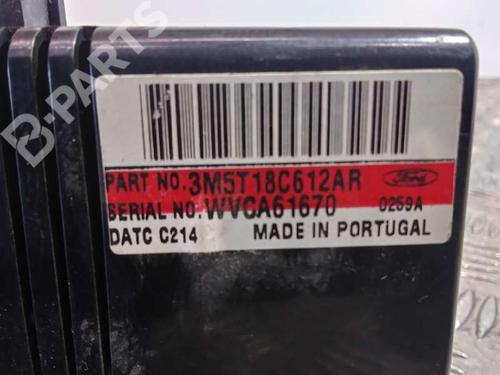 B-PARTS
PART NO. 3M5T18C612AR Ford
SERIAL NO. WVCA61670 0259A
DATC C214 MADE IN PORTUGAL